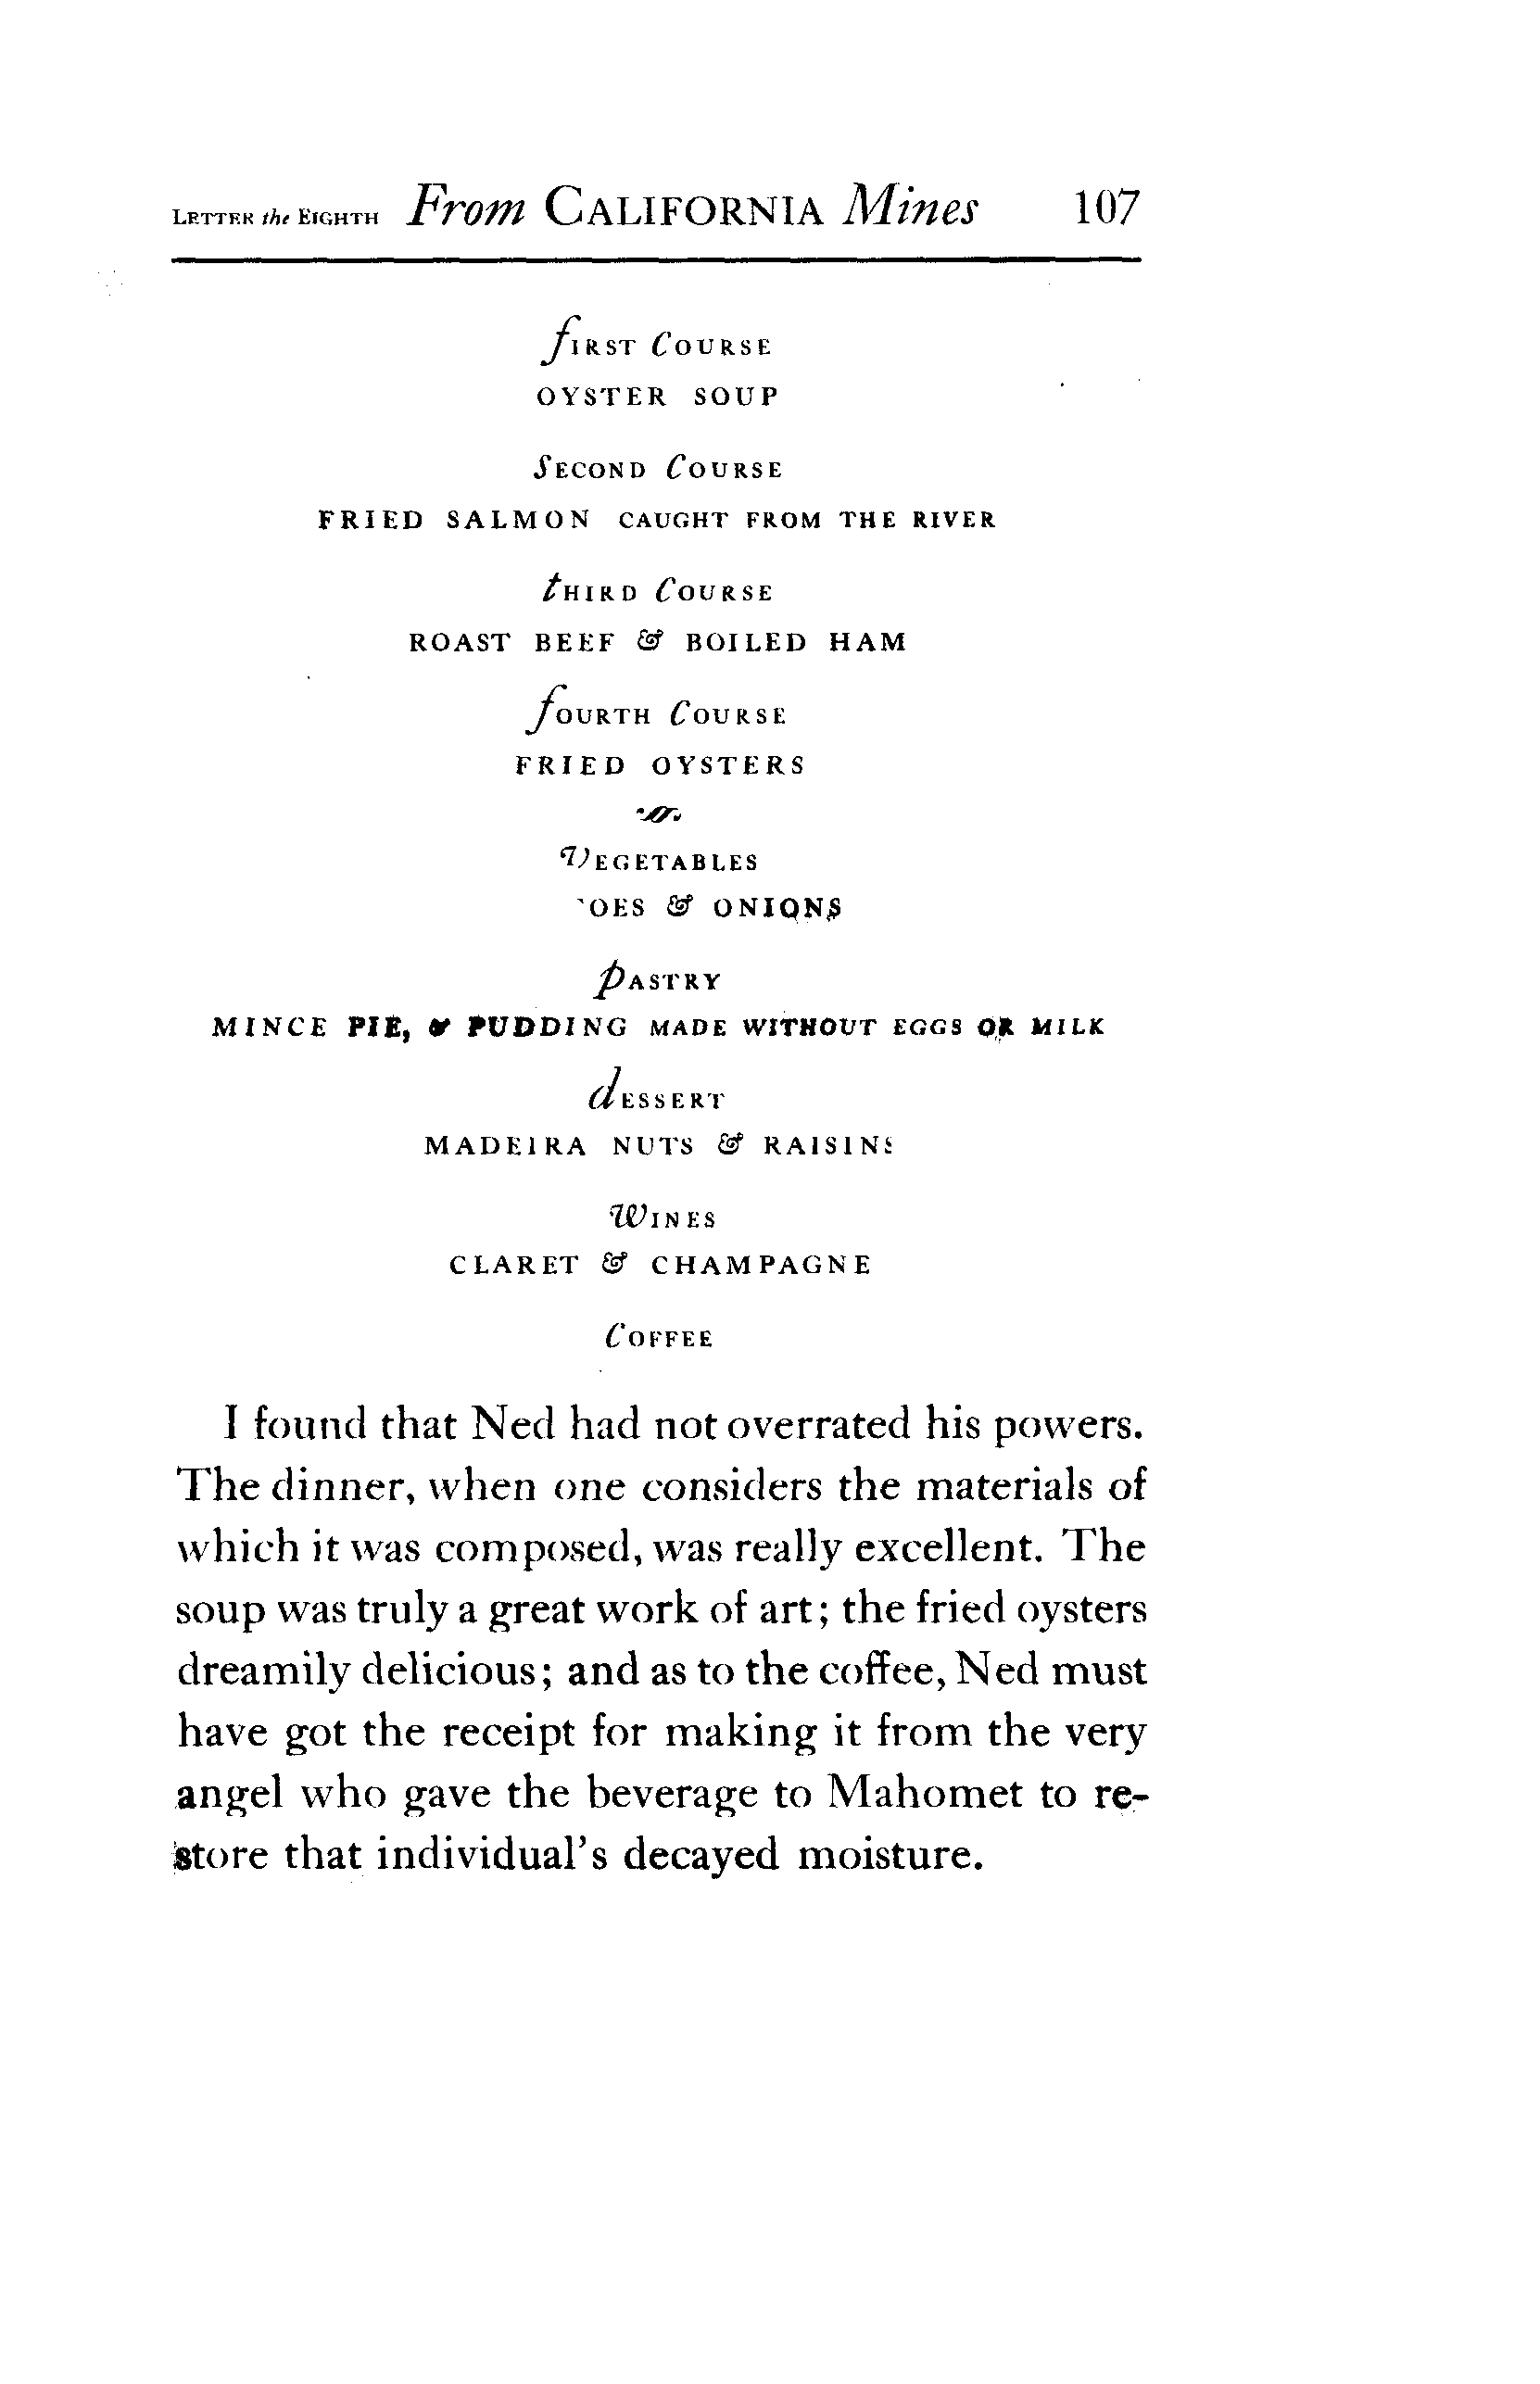 LETTER the EIGHTH From CALIFORNIA Mines 107
FIRST COURSE
OYSTER SOUP
SECOND COURSE
FRIED SALMON CAUGHT FROM THE RIVER
THIRD COURSE
ROAST BEEF & BOILED HAM
FOURTH COURSE
FRIED OYSTERS
VEGETABLES
OES & ONIONS
PASTRY
MINCE PIE, & PUDDING MADE WITHOUT EGGS OR MILK
DESSERT
MADEIRA NUTS & RAISINS
WINES
CLARET & CHAMPAGNE
COFFEE
I found that Ned had not overrated his powers.
The dinner, when one considers the materials of
which it was composed, was really excellent. The
soup was truly a great work of art; the fried oysters
dreamily delicious; and as to the coffee, Ned must
have got the receipt for making it from the very
angel who gave the beverage to Mahomet to re-
store that individual's decayed moisture.